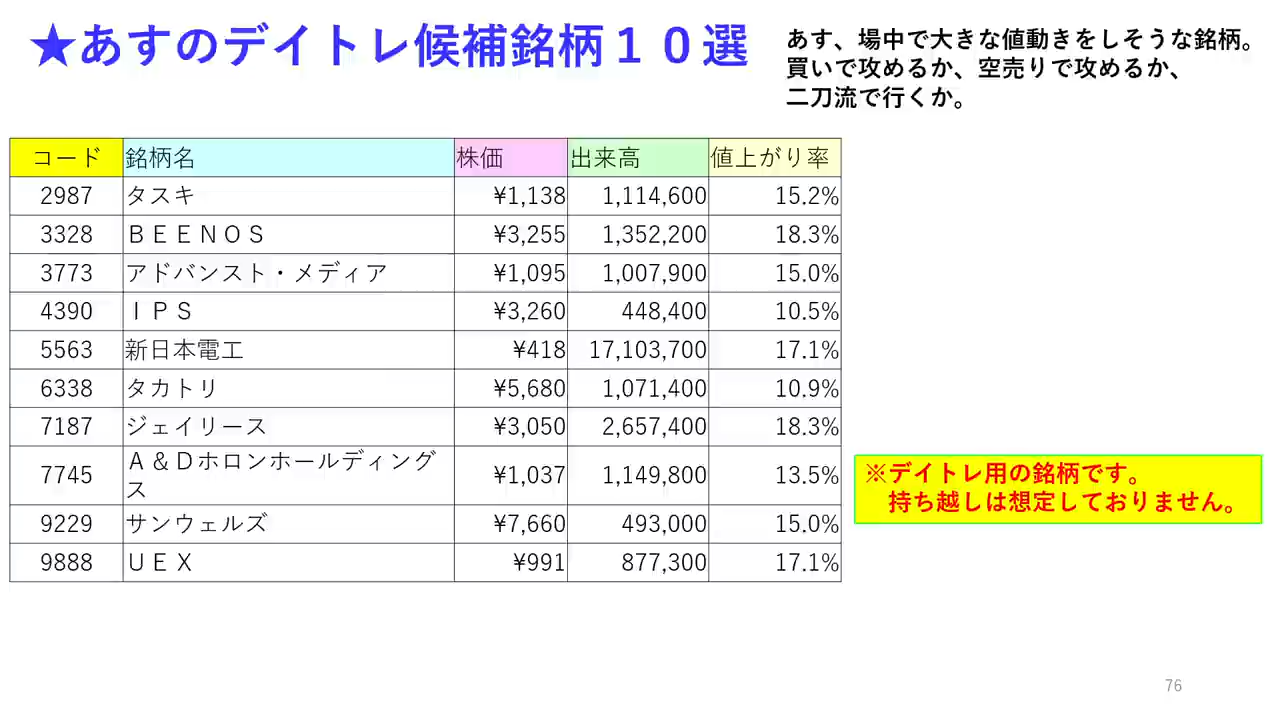 ★あすのデイトレ候補銘柄１０選
あす、場中で大きな値動きをしそうな銘柄。
買いで攻めるか、空売りで攻めるか、
二刀流で行くか。
コード 銘柄名 株価 出来高 値上がり率
2987 タスキ ¥1,138 1,114,600 15.2%
3328 ＢＥＥＮＯＳ ¥3,255 1,352,200 18.3%
3773 アドバンスト・メディア ¥1,095 1,007,900 15.0%
4390 ＩＰＳ ¥3,260 448,400 10.5%
5563 新日本電工 ¥418 17,103,700 17.1%
6338 タカトリ ¥5,680 1,071,400 10.9%
7187 ジェイリース ¥3,050 2,657,400 18.3%
7745 Ａ＆Ｄホロンホールディング
ス ¥1,037 1,149,800 13.5%
9229 サンウェルズ ¥7,660 493,000 15.0%
9888 ＵＥＸ ¥991 877,300 17.1%
※デイトレ用の銘柄です。
持ち越しは想定しておりません。
76